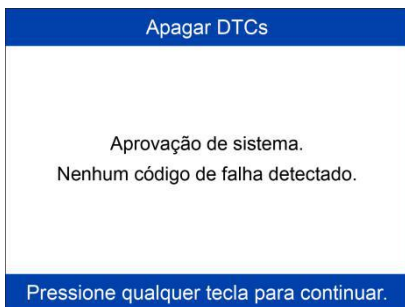 Apagar DTCs
Aprovação de sistema.
Nenhum código de falha detectado.
Pressione qualquer tecla para continuar.